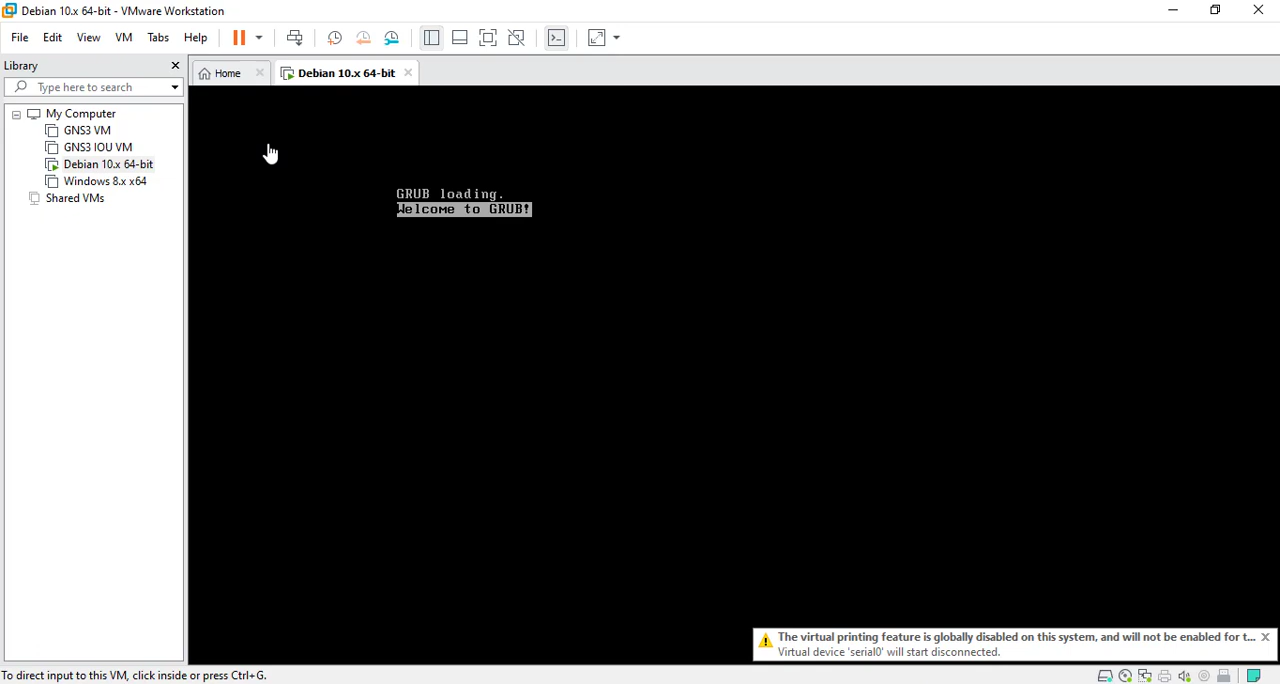 Debian 10.x 64-bit - VMware Workstation
File Edit View VM Tabs Help
Library
Type here to search
My Computer
GNS3 VM
GNS3 IOU VM
Debian 10.x 64-bit
Windows 8.x x64
Shared VMs
Home
Debian 10.x 64-bit
GRUB loading.
Welcome to GRUB!
The virtual printing feature is globally disabled on this system, and will not be enabled for t...
Virtual device 'serial0' will start disconnected.
To direct input to this VM, click inside or press Ctrl+G.